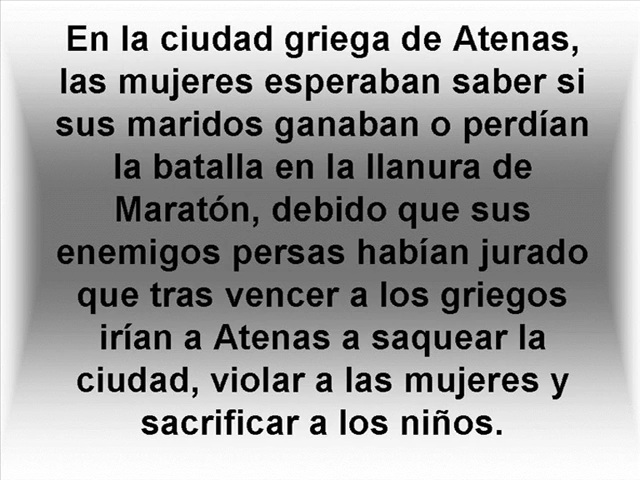 En la ciudad griega de Atenas,
las mujeres esperaban saber si
sus maridos ganaban o perdían
la batalla en la llanura de
Maratón, debido que sus
enemigos persas habían jurado
que tras vencer a los griegos
irían a Atenas a saquear la
ciudad, violar a las mujeres y
sacrificar a los niños.